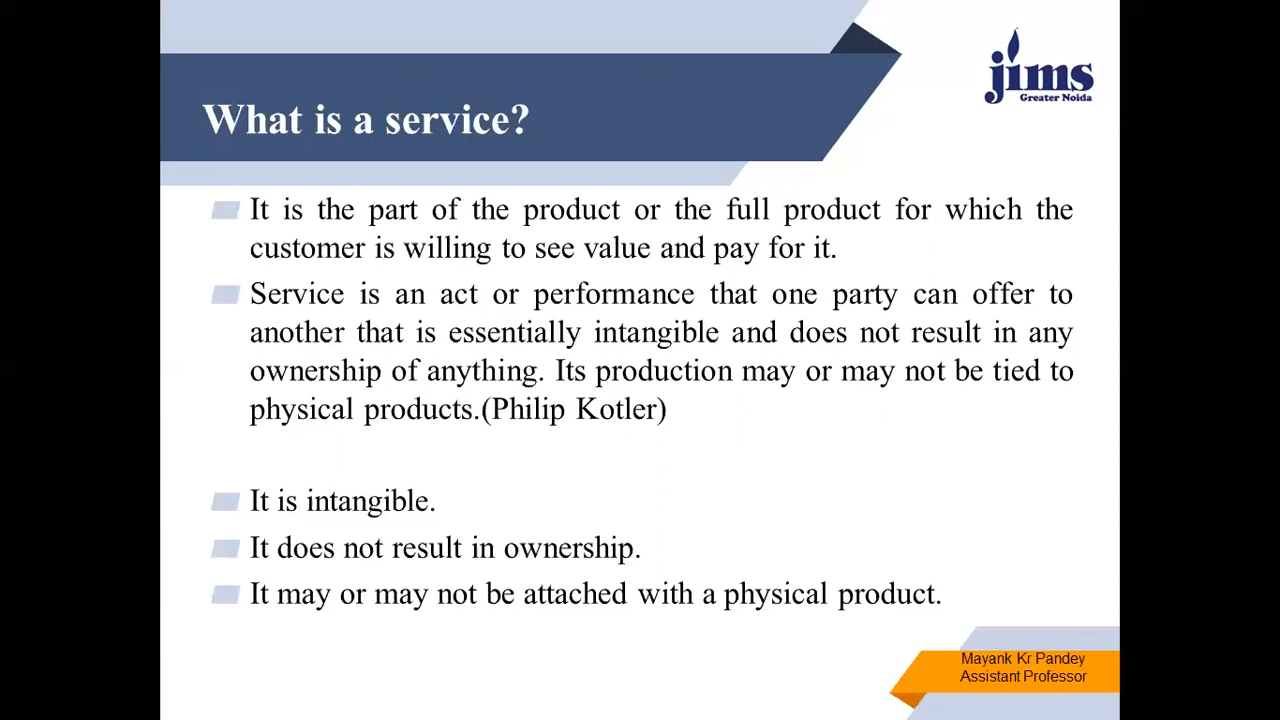 jims
Greater Noida
What is a service?
It is the part of the product or the full product for which the
customer is willing to see value and pay for it.
Service is an act or performance that one party can offer to
another that is essentially intangible and does not result in any
ownership of anything. Its production may or may not be tied to
physical products.(Philip Kotler)
It is intangible.
It does not result in ownership.
It may or may not be attached with a physical product.
Mayank Kr Pandey
Assistant Professor